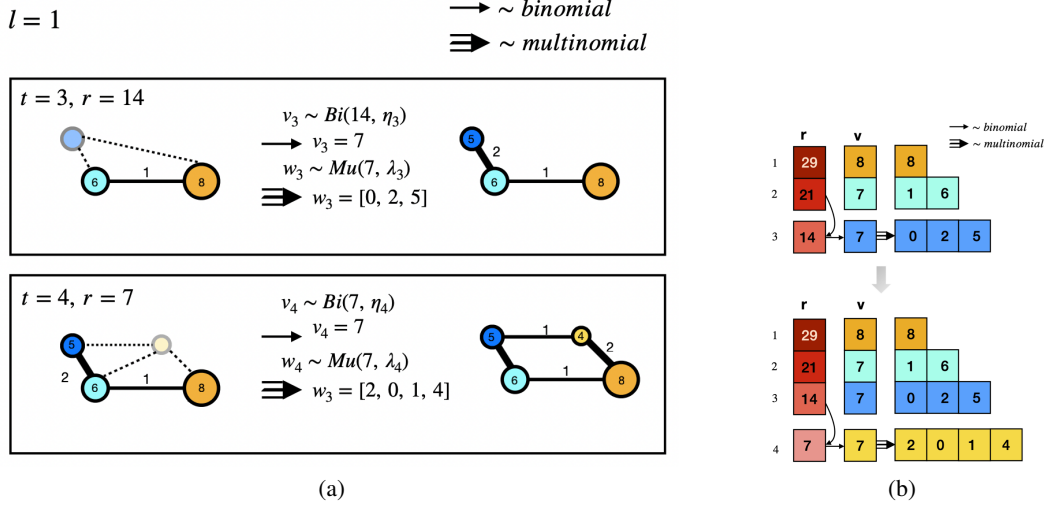 l = 1
~ binomial
~ multinomial
t = 3, r = 14
v₃ ~ Bi(14, η₃)
v₃ = 7
w₃ ~ Mu(7, λ₃)
w₃ = [0, 2, 5]
6 1 8
5 2 6 1 8
t = 4, r = 7
v₄ ~ Bi(7, η₄)
v₄ = 7
w₄ ~ Mu(7, λ₄)
w₃ = [2, 0, 1, 4]
5 2 6 1 8
5 1 4 2 6 1 8
(a)
~ binomial
~ multinomial
r v
1 29 8 8
2 21 7 1 6
3 14 7 0 2 5
r v
1 29 8 8
2 21 7 1 6
3 14 7 0 2 5
4 7 7 2 0 1 4
(b)